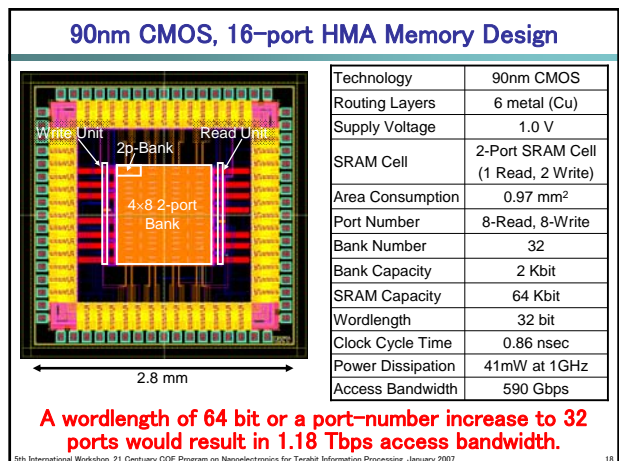 90nm CMOS, 16-port HMA Memory Design
Write Unit
Read Unit
2p-Bank
4×8 2-port
Bank
2.8 mm
Technology 90nm CMOS
Routing Layers 6 metal (Cu)
Supply Voltage 1.0 V
SRAM Cell 2-Port SRAM Cell
(1 Read, 2 Write)
Area Consumption 0.97 mm²
Port Number 8-Read, 8-Write
Bank Number 32
Bank Capacity 2 Kbit
SRAM Capacity 64 Kbit
Wordlength 32 bit
Clock Cycle Time 0.86 nsec
Power Dissipation 41mW at 1GHz
Access Bandwidth 590 Gbps
A wordlength of 64 bit or a port-number increase to 32
ports would result in 1.18 Tbps access bandwidth.
5th International Workshop, 21 Centuary COE Program on Nanoelectronics for Terabit Information Processing, January 2007 18